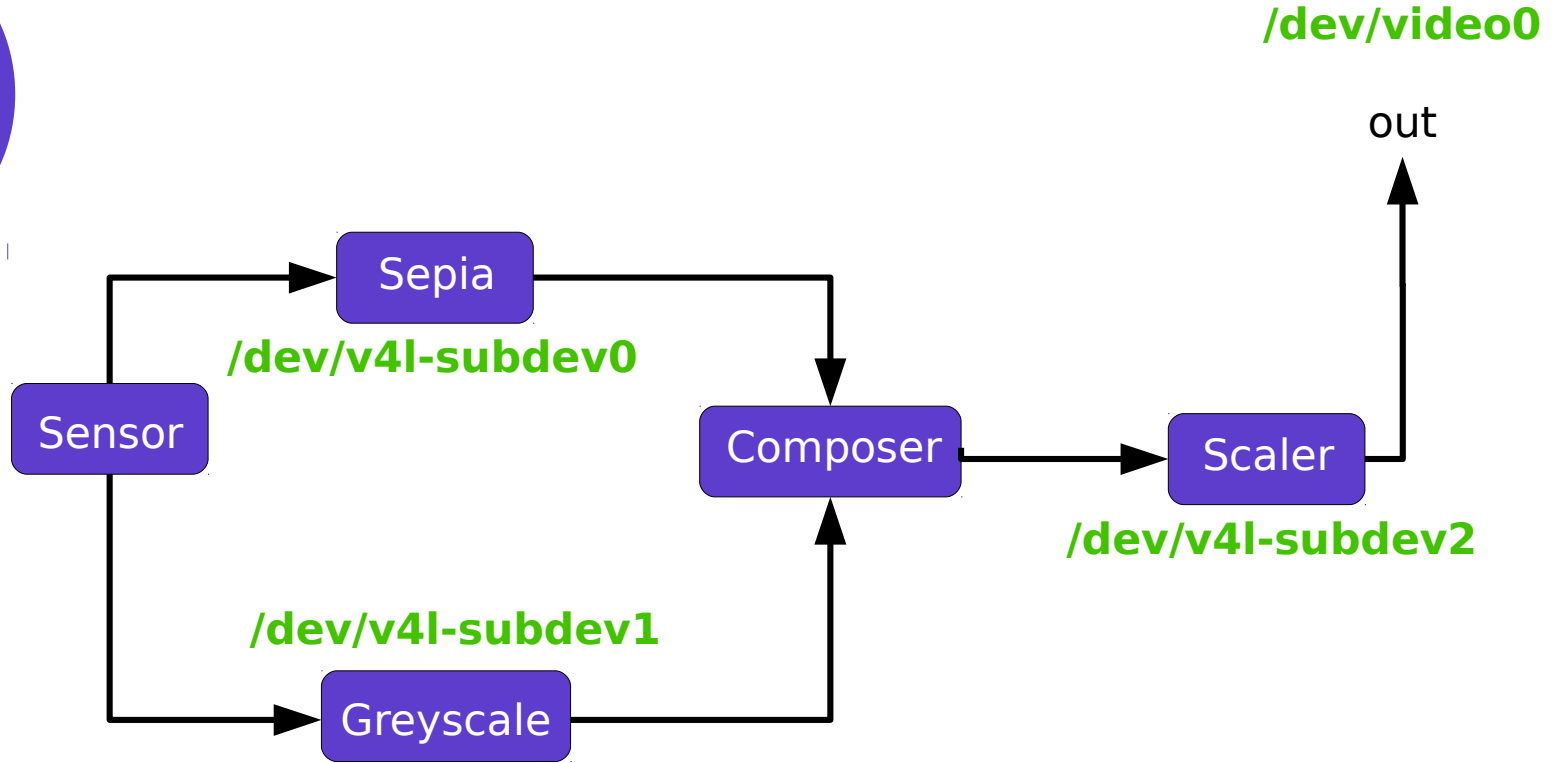 /dev/video0
out
Sepia
/dev/v4l-subdev0
Sensor
Composer
Scaler
/dev/v4l-subdev2
/dev/v4l-subdev1
Greyscale